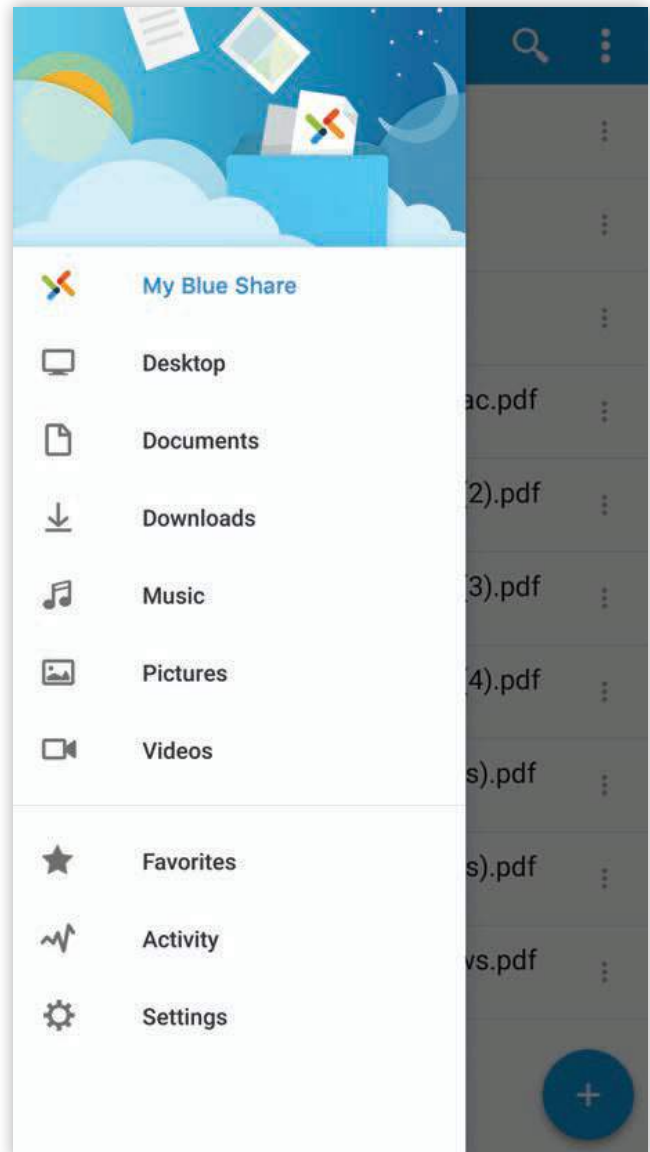 My Blue Share
Desktop
ac.pdf
Documents
(2).pdf
Downloads
(3).pdf
Music
(4).pdf
Pictures
s).pdf
Videos
s).pdf
Favorites
vs.pdf
Activity
Settings